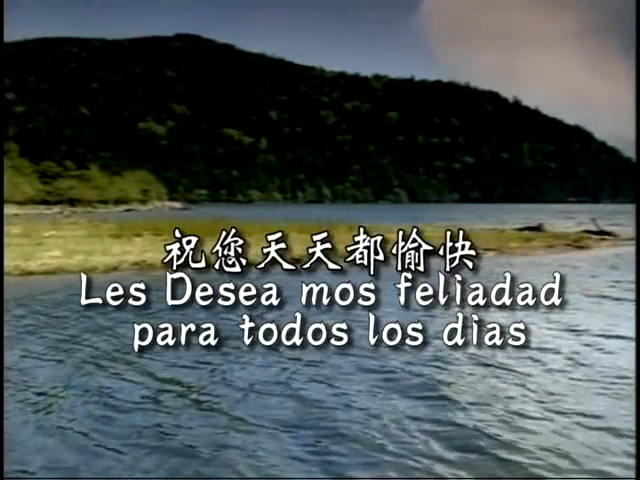 祝您天天都愉快
Les Desea mos feliadad
para todos los dias